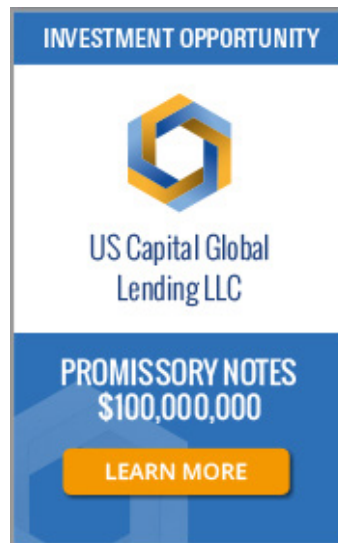 INVESTMENT OPPORTUNITY
US Capital Global
Lending LLC
PROMISSORY NOTES
$100,000,000
LEARN MORE